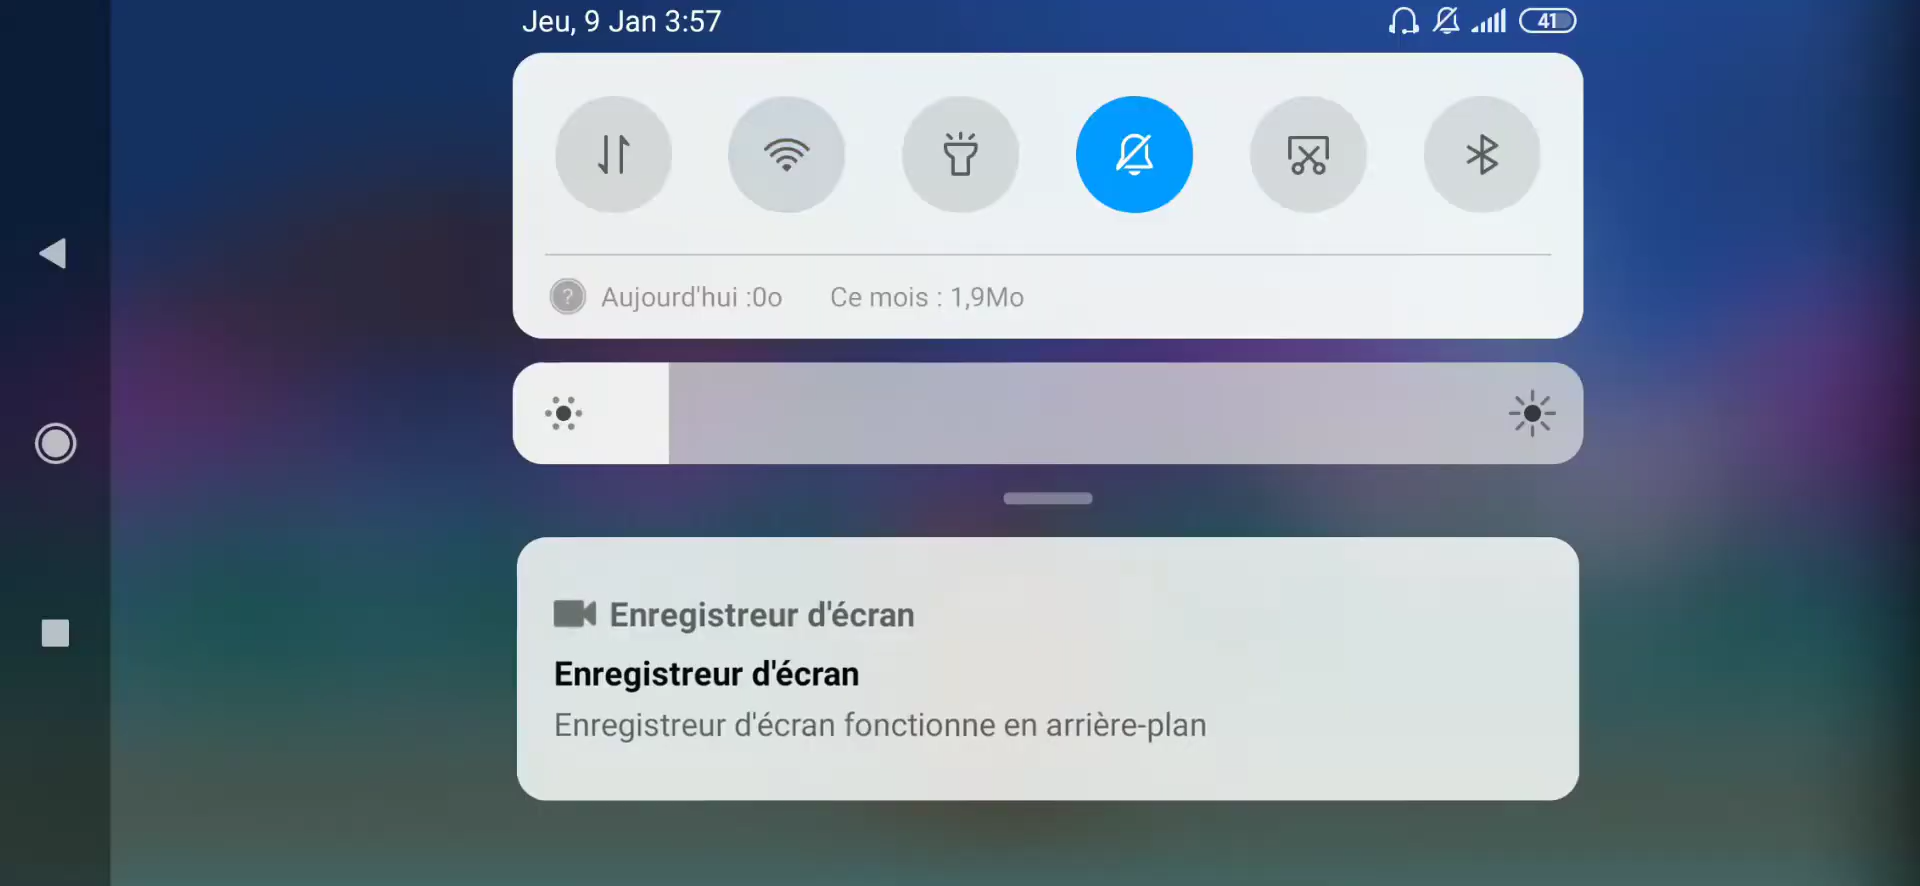 Jeu, 9 Jan 3:57
41
Aujourd'hui :0o Ce mois : 1,9Mo
Enregistreur d'écran
Enregistreur d'écran
Enregistreur d'écran fonctionne en arrière-plan